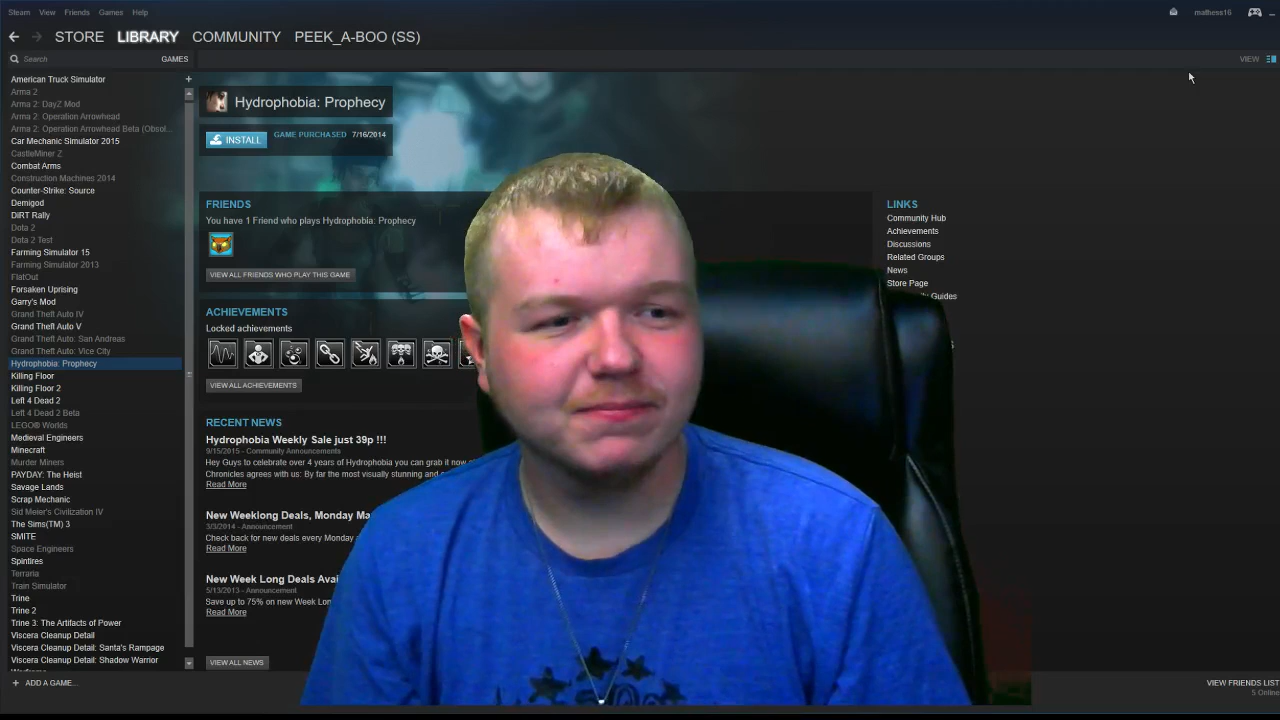 Steam View Friends Games Help
mathess16
STORE LIBRARY COMMUNITY PEEK_A-BOO (SS)
Search GAMES
VIEW
American Truck Simulator
Arma 2
Arma 2: DayZ Mod
Arma 2: Operation Arrowhead
Arma 2: Operation Arrowhead Beta (Obsol...
Car Mechanic Simulator 2015
CastleMiner Z
Combat Arms
Construction Machines 2014
Counter-Strike: Source
Demigod
DiRT Rally
Dota 2
Dota 2 Test
Farming Simulator 15
Farming Simulator 2013
FlatOut
Forsaken Uprising
Garry's Mod
Grand Theft Auto IV
Grand Theft Auto V
Grand Theft Auto: San Andreas
Grand Theft Auto: Vice City
Hydrophobia: Prophecy
Killing Floor
Killing Floor 2
Left 4 Dead 2
Left 4 Dead 2 Beta
LEGO® Worlds
Medieval Engineers
Minecraft
Murder Miners
PAYDAY: The Heist
Savage Lands
Scrap Mechanic
Sid Meier's Civilization IV
The Sims(TM) 3
SMITE
Space Engineers
Spintires
Terraria
Train Simulator
Trine
Trine 2
Trine 3: The Artifacts of Power
Viscera Cleanup Detail
Viscera Cleanup Detail: Santa's Rampage
Viscera Cleanup Detail: Shadow Warrior
+ ADD A GAME...
Hydrophobia: Prophecy
INSTALL GAME PURCHASED 7/16/2014
FRIENDS
You have 1 Friend who plays Hydrophobia: Prophecy
VIEW ALL FRIENDS WHO PLAY THIS GAME
ACHIEVEMENTS
Locked achievements
VIEW ALL ACHIEVEMENTS
RECENT NEWS
Hydrophobia Weekly Sale just 39p !!!
9/15/2015 - Community Announcements
Hey Guys to celebrate over 4 years of Hydrophobia you can grab it now
Chronicles agrees with us: By far the most visually stunning and
Read More
New Weeklong Deals, Monday
3/3/2014 - Announcement
Check back for new deals every Monday
Read More
New Week Long Deals
5/13/2013 - Announcement
Save up to 75% on new Week
Read More
VIEW ALL NEWS
LINKS
Community Hub
Achievements
Discussions
Related Groups
News
Store Page
Guides
VIEW FRIENDS LIST
5 Online